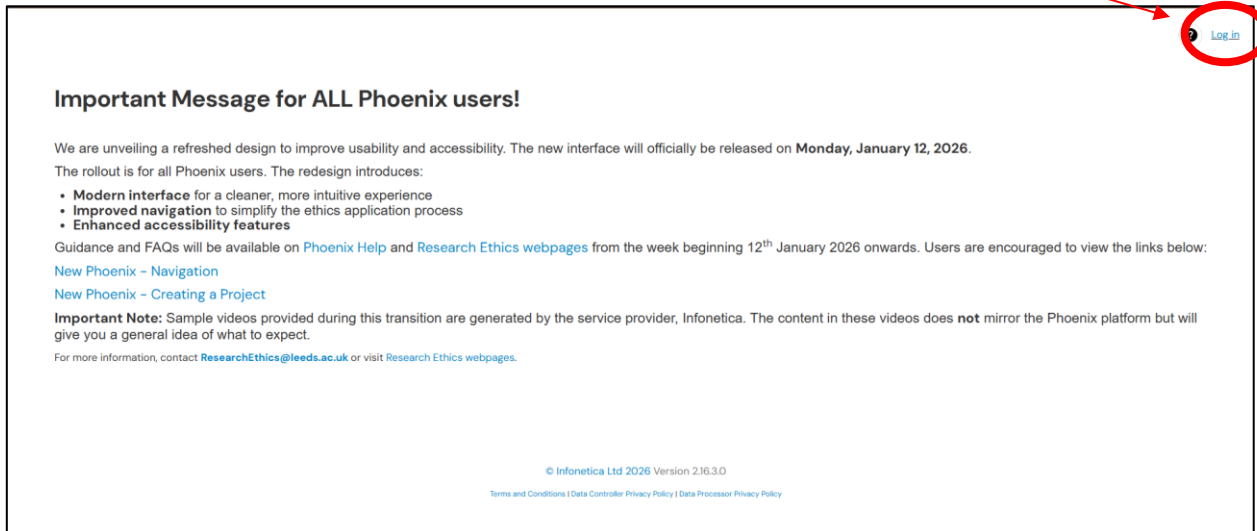 ? Log in
Important Message for ALL Phoenix users!
We are unveiling a refreshed design to improve usability and accessibility. The new interface will officially be released on Monday, January 12, 2026.
The rollout is for all Phoenix users. The redesign introduces:
• Modern interface for a cleaner, more intuitive experience
• Improved navigation to simplify the ethics application process
• Enhanced accessibility features
Guidance and FAQs will be available on Phoenix Help and Research Ethics webpages from the week beginning 12th January 2026 onwards. Users are encouraged to view the links below:
New Phoenix – Navigation
New Phoenix – Creating a Project
Important Note: Sample videos provided during this transition are generated by the service provider, Infonetica. The content in these videos does not mirror the Phoenix platform but will
give you a general idea of what to expect.
For more information, contact ResearchEthics@leeds.ac.uk or visit Research Ethics webpages.
© Infonetica Ltd 2026 Version 2.16.3.0
Terms and Conditions | Data Controller Privacy Policy | Data Processor Privacy Policy